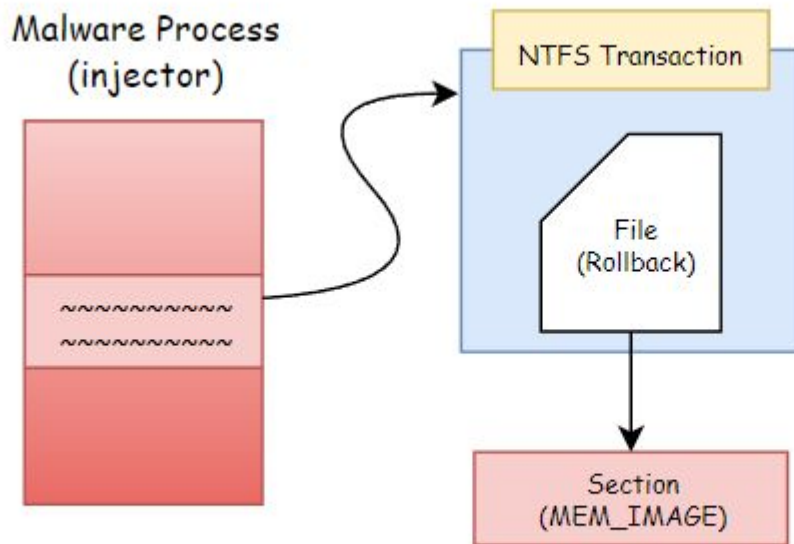 Malware Process
(injector)
NTFS Transaction
File
(Rollback)
~~~~~~~~~~
~~~~~~~~~~
Section
(MEM_IMAGE)